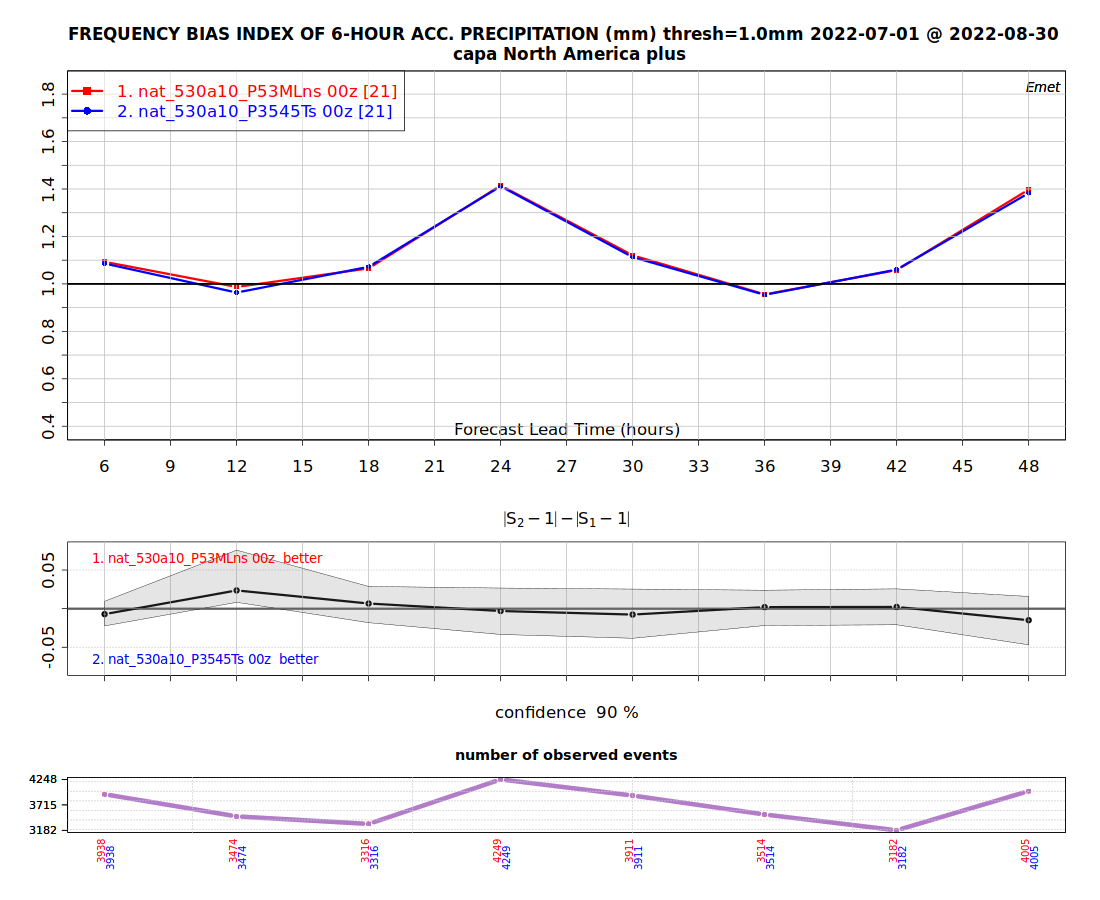 FREQUENCY BIAS INDEX OF 6-HOUR ACC. PRECIPITATION (mm) thresh=1.0mm 2022-07-01 @ 2022-08-30
capa North America plus
Emet
1. nat_530a10_P53MLns 00z [21]
2. nat_530a10_P3545Ts 00z [21]
1.8
1.6
1.4
1.2
1.0
0.8
0.6
0.4
Forecast Lead Time (hours)
6 9 12 15 18 21 24 27 30 33 36 39 42 45 48
|S₂ − 1| − |S₁ − 1|
1. nat_530a10_P53MLns 00z better
0.05
-0.05
2. nat_530a10_P3545Ts 00z better
confidence 90 %
number of observed events
4248
3715
3182
3938 3474 3316 4249 3911 3514 3182 4005
3938 3474 3316 4249 3911 3514 3182 4005